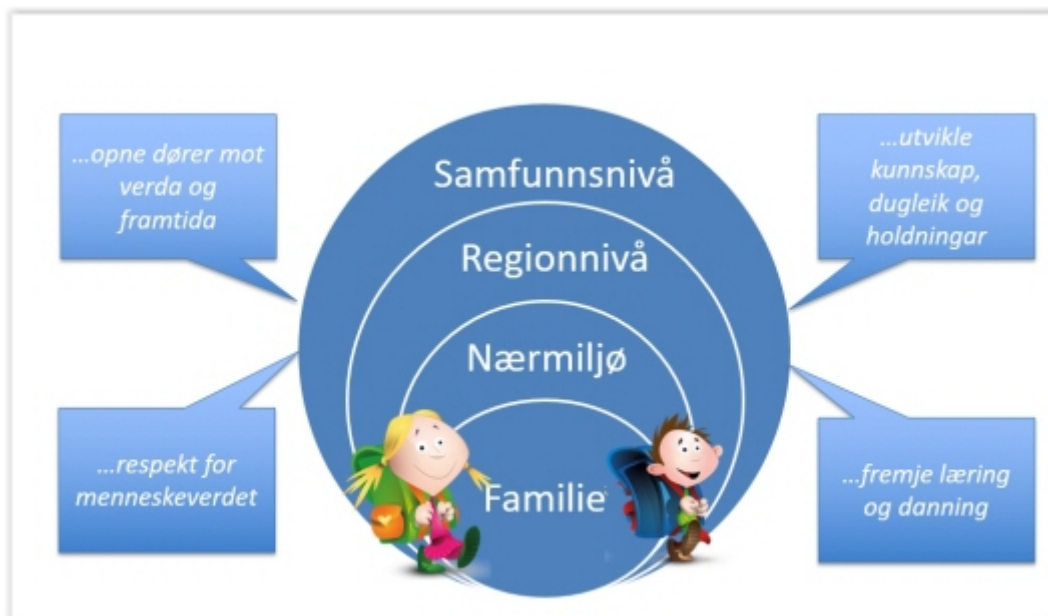 ...opne dører mot
verda og
framtida
...utvikle
kunnskap,
dugleik og
holdningar
Samfunnsnivå
Regionnivå
Nærmiljø
Familie
...respekt for
menneskeverdet
...fremje læring
og danning